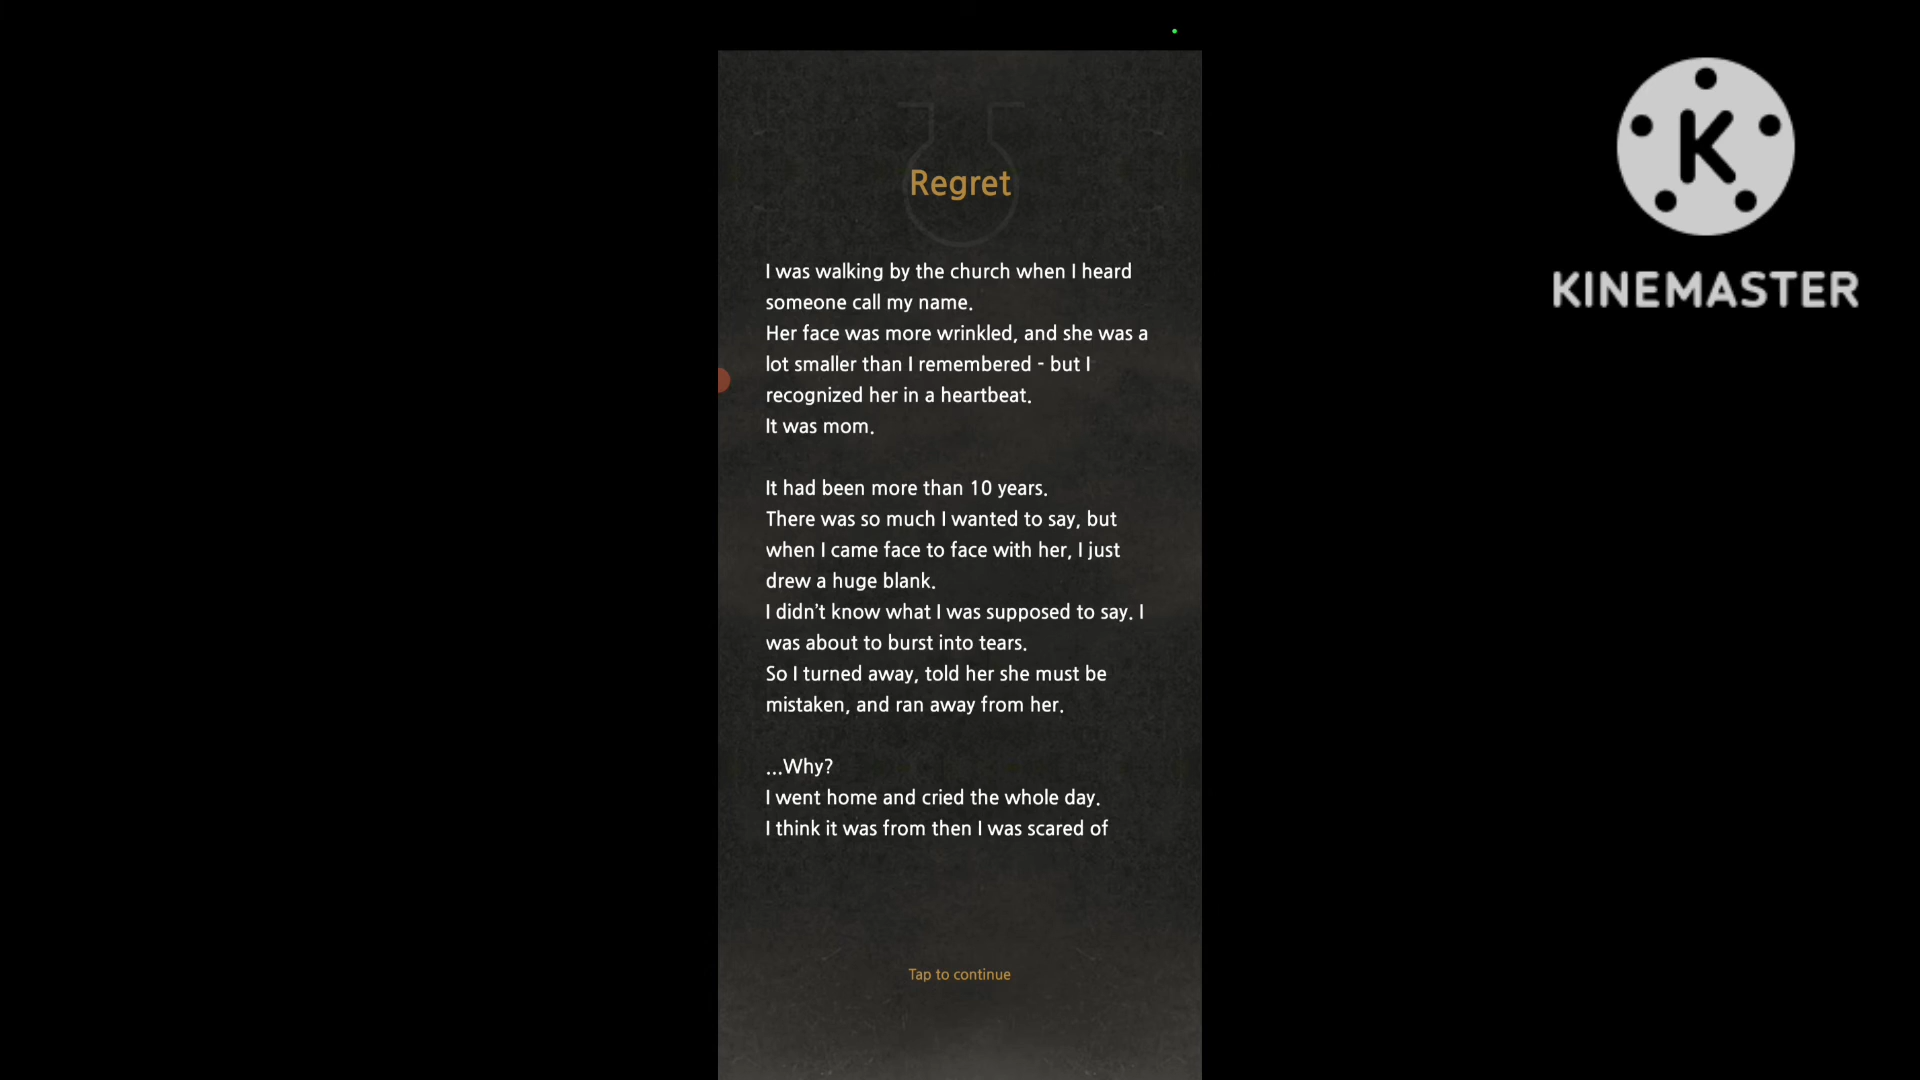 Regret
I was walking by the church when I heard
someone call my name.
Her face was more wrinkled, and she was a
lot smaller than I remembered - but I
recognized her in a heartbeat.
It was mom.
It had been more than 10 years.
There was so much I wanted to say, but
when I came face to face with her, I just
drew a huge blank.
I didn't know what I was supposed to say. I
was about to burst into tears.
So I turned away, told her she must be
mistaken, and ran away from her.
...Why?
I went home and cried the whole day.
I think it was from then I was scared of
Tap to continue
K
KINEMASTER